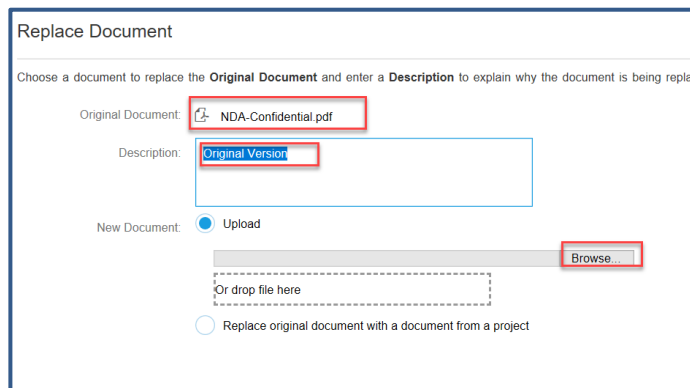 Replace Document
Choose a document to replace the Original Document and enter a Description to explain why the document is being
Original Document: NDA-Confidential.pdf
Description: Original Version
New Document: Upload
Browse...
Or drop file here
Replace original document with a document from a project